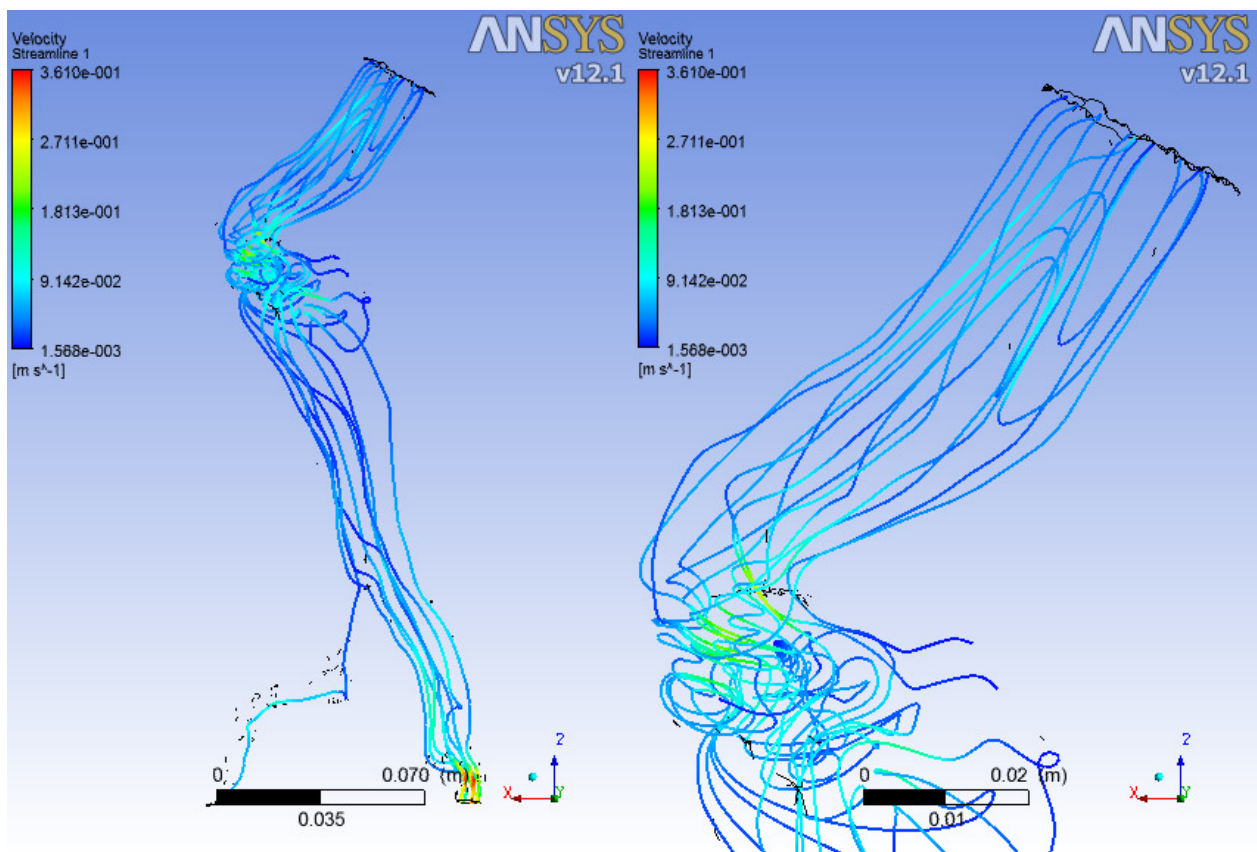 Velocity
Streamline 1
3.610e-001
2.711e-001
1.813e-001
9.142e-002
1.568e-003
[m s^-1]
ANSYS
v12.1
0
0.070 (m)
0.035
Z
X
Y
Velocity
Streamline 1
3.610e-001
2.711e-001
1.813e-001
9.142e-002
1.568e-003
[m s^-1]
ANSYS
v12.1
0
0.02 (m)
0.01
Z
X
Y